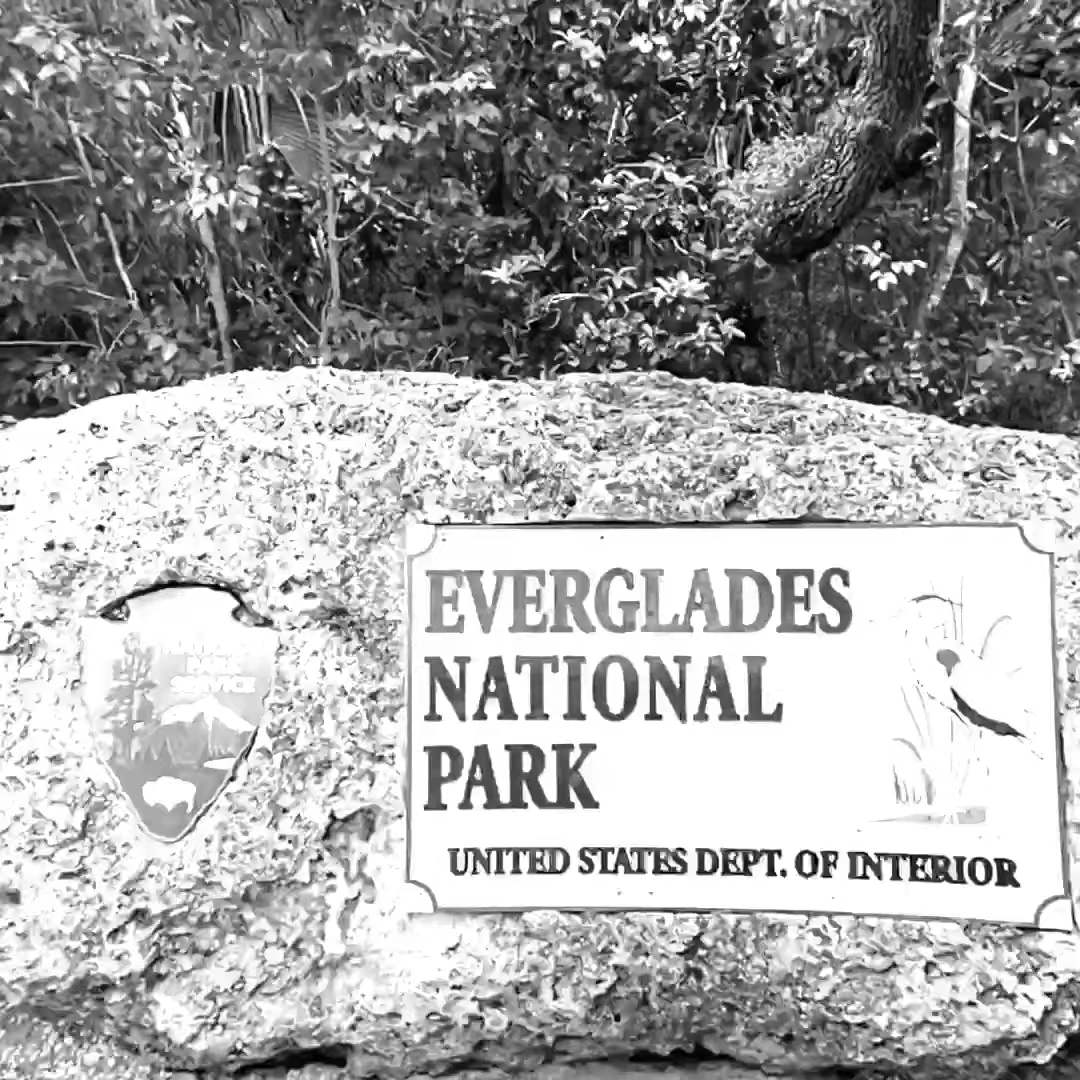 NATIONAL
PARK
SERVICE
EVERGLADES
NATIONAL
PARK
UNITED STATES DEPT. OF INTERIOR